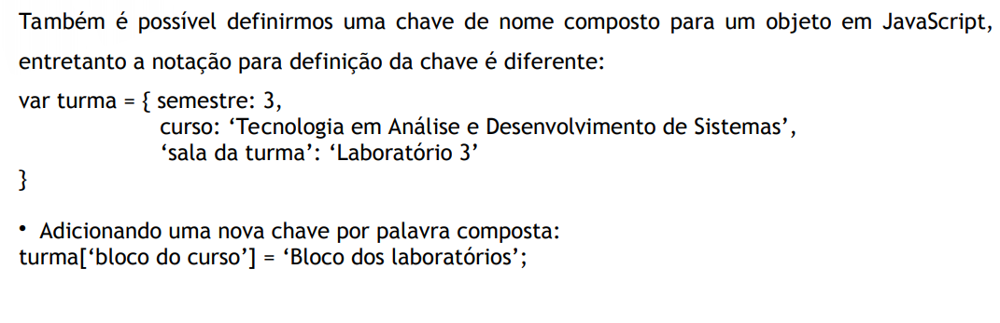 Também é possível definirmos uma chave de nome composto para um objeto em JavaScript,
entretanto a notação para definição da chave é diferente:
var turma = { semestre: 3,
curso: ‘Tecnologia em Análise e Desenvolvimento de Sistemas’,
‘sala da turma’: ‘Laboratório 3’
}
• Adicionando uma nova chave por palavra composta:
turma[‘bloco do curso’] = ‘Bloco dos laboratórios’;